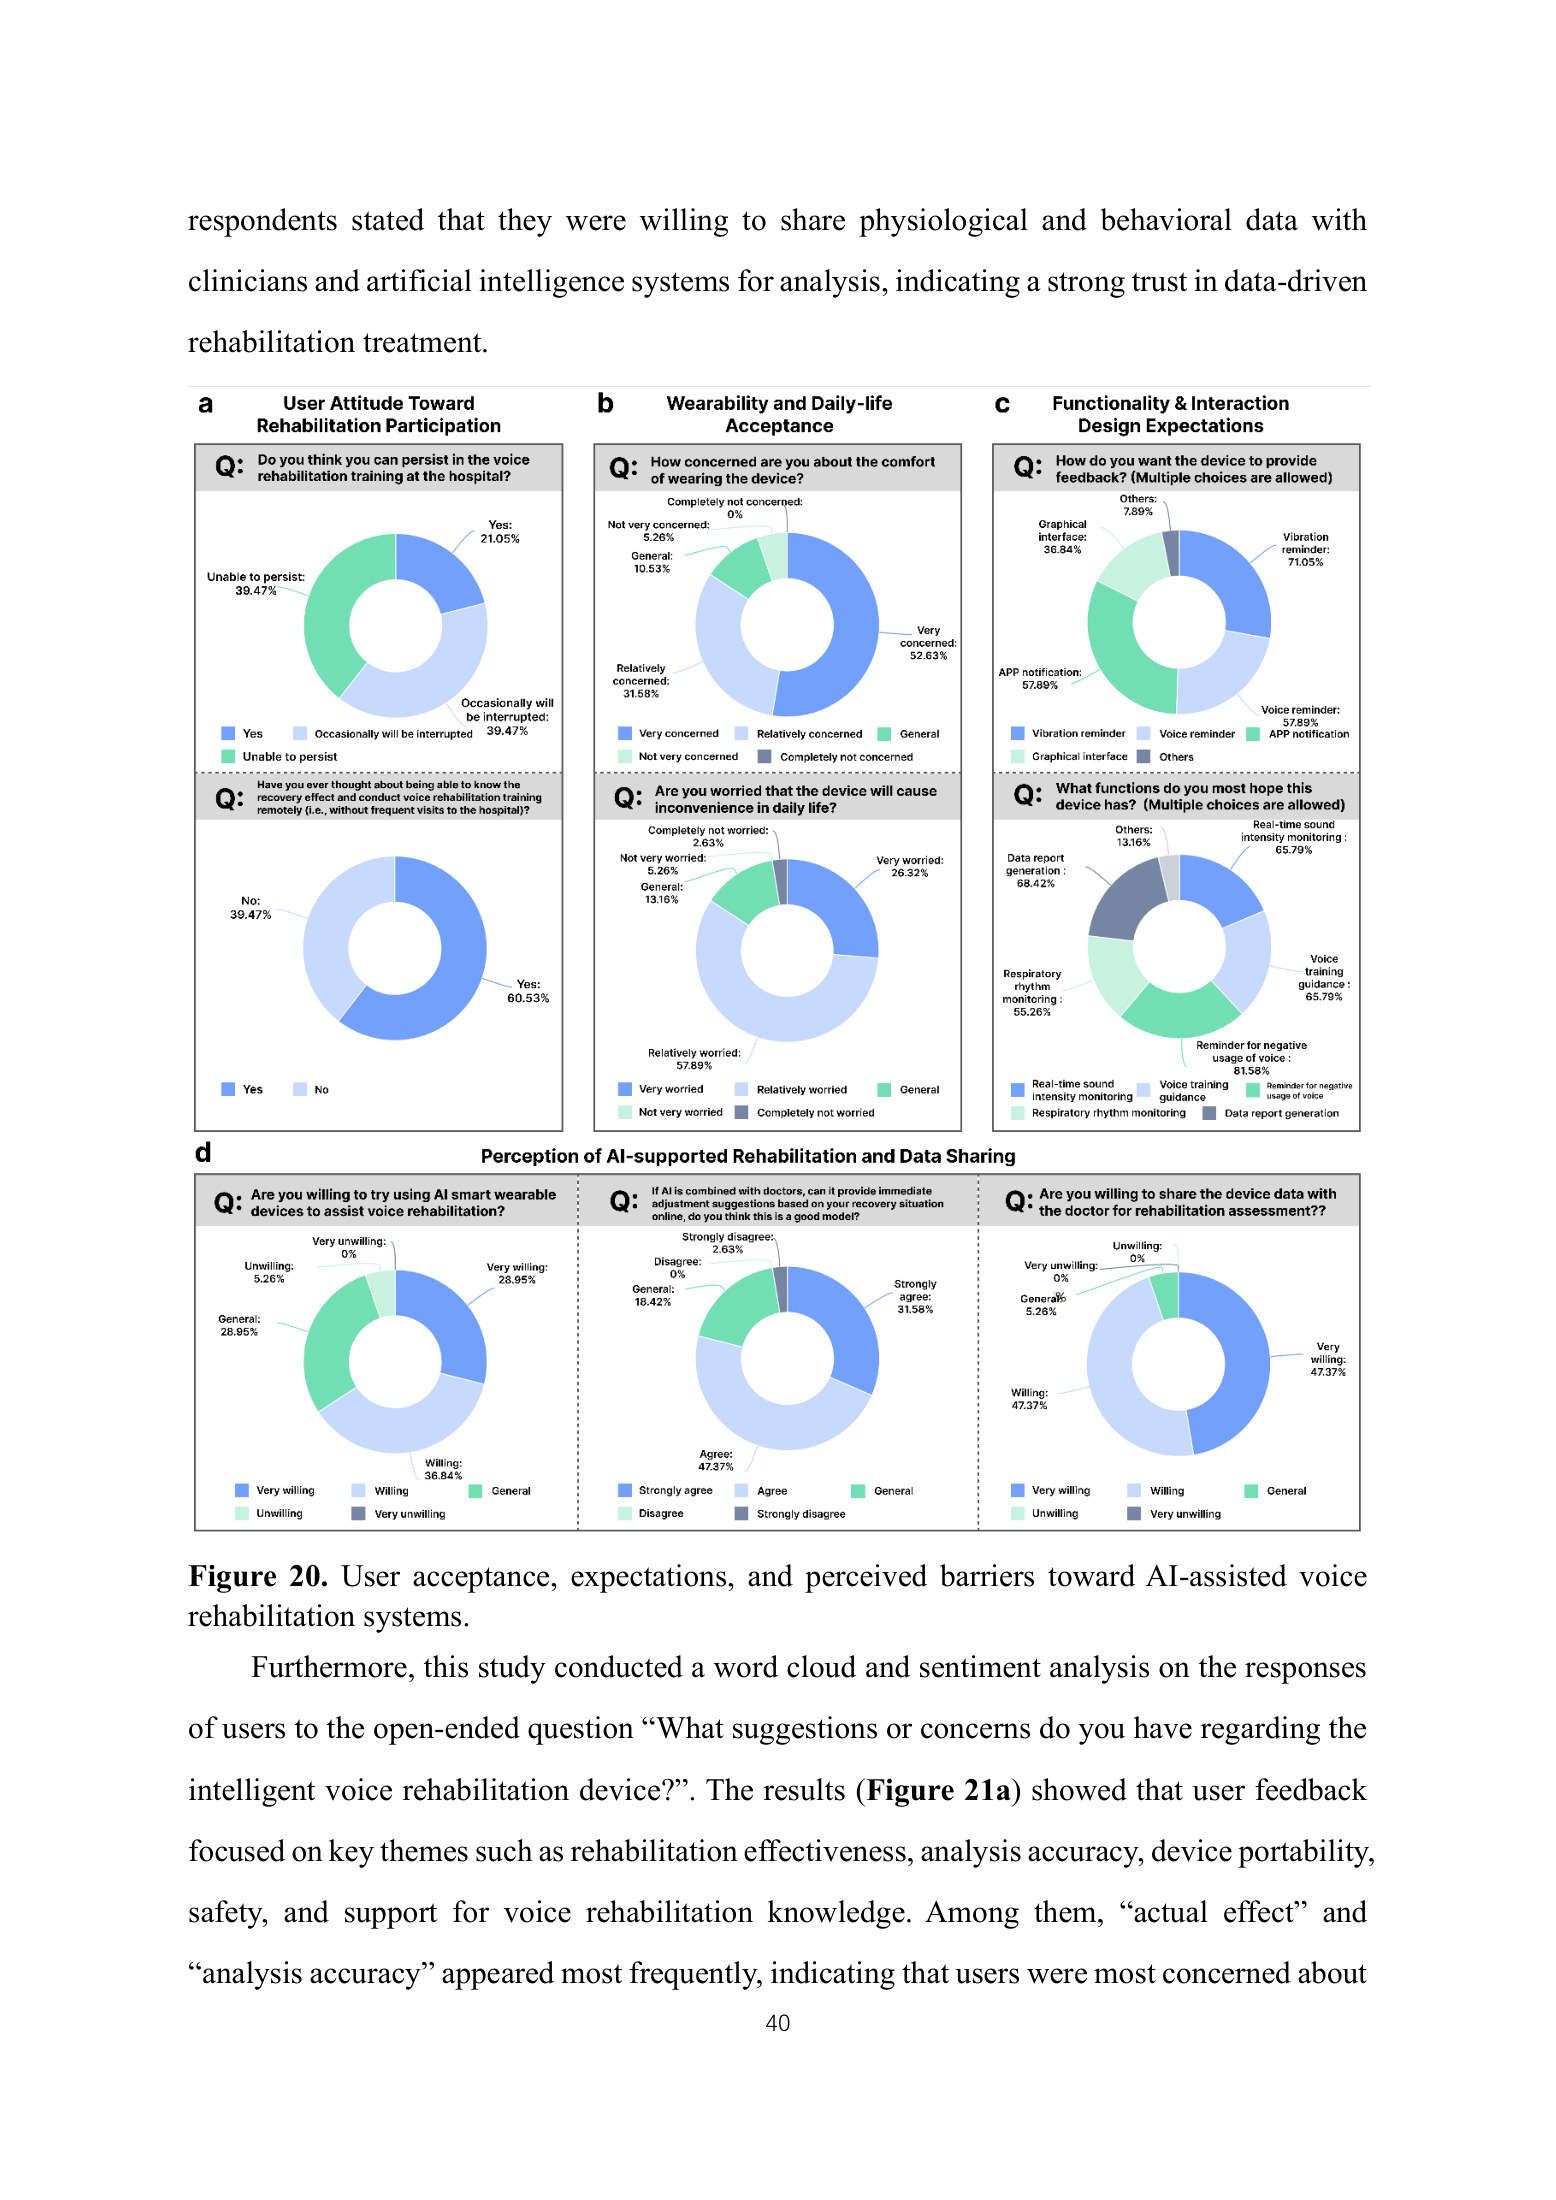 respondents stated that they were willing to share physiological and behavioral data with
clinicians and artificial intelligence systems for analysis, indicating a strong trust in data-driven
rehabilitation treatment.
a
User Attitude Toward
Rehabilitation Participation
Q:
Do you think you can persist in the voice
rehabilitation training at the hospital?
Yes:
21.05%
Unable to persist:
39.47%
Occasionally will
be interrupted:
39.47%
Yes
Occasionally will be interrupted
Unable to persist
Q:
Have you ever thought about being able to know the
recovery effect and conduct voice rehabilitation training
remotely (i.e., without frequent visits to the hospital)?
No:
39.47%
Yes:
60.53%
Yes
No
b
Wearability and Daily-life
Acceptance
Q:
How concerned are you about the comfort
of wearing the device?
Completely not concerned:
0%
Not very concerned:
5.26%
General:
10.53%
Very
concerned:
52.63%
Relatively
concerned:
31.58%
Very concerned
Relatively concerned
General
Not very concerned
Completely not concerned
Q:
Are you worried that the device will cause
inconvenience in daily life?
Completely not worried:
2.63%
Not very worried:
5.26%
General:
13.16%
Very worried:
26.32%
Relatively worried:
57.89%
Very worried
Relatively worried
General
Not very worried
Completely not worried
c
Functionality & Interaction
Design Expectations
Q:
How do you want the device to provide
feedback? (Multiple choices are allowed)
Others:
7.89%
Graphical
interface:
36.84%
Vibration
reminder:
71.05%
APP notification:
57.89%
Voice reminder:
57.89%
Vibration reminder
Voice reminder
APP notification
Graphical interface
Others
Q:
What functions do you most hope this
device has? (Multiple choices are allowed)
Others:
13.16%
Real-time sound
intensity monitoring :
65.79%
Data report
generation :
68.42%
Voice
training
guidance :
65.79%
Respiratory
rhythm
monitoring :
55.26%
Reminder for negative
usage of voice :
81.58%
Real-time sound
intensity monitoring
Voice training
guidance
Reminder for negative
usage of voice
Respiratory rhythm monitoring
Data report generation
d
Perception of AI-supported Rehabilitation and Data Sharing
Q:
Are you willing to try using AI smart wearable
devices to assist voice rehabilitation?
Very unwilling:
0%
Unwilling:
5.26%
Very willing:
28.95%
General:
28.95%
Willing:
36.84%
Very willing
Willing
General
Unwilling
Very unwilling
Q:
If AI is combined with doctors, can it provide immediate
adjustment suggestions based on your recovery situation
online, do you think this is a good model?
Strongly disagree:
2.63%
Disagree:
0%
General:
18.42%
Strongly
agree:
31.58%
Agree:
47.37%
Strongly agree
Agree
General
Disagree
Strongly disagree
Q:
Are you willing to share the device data with
the doctor for rehabilitation assessment??
Unwilling:
0%
Very unwilling:
0%
General:
%
5.26%
Very
willing:
47.37%
Willing:
47.37%
Very willing
Willing
General
Unwilling
Very unwilling
Figure 20. User acceptance, expectations, and perceived barriers toward AI-assisted voice
rehabilitation systems.
Furthermore, this study conducted a word cloud and sentiment analysis on the responses
of users to the open-ended question “What suggestions or concerns do you have regarding the
intelligent voice rehabilitation device?”. The results (Figure 21a) showed that user feedback
focused on key themes such as rehabilitation effectiveness, analysis accuracy, device portability,
safety, and support for voice rehabilitation knowledge. Among them, “actual effect” and
“analysis accuracy” appeared most frequently, indicating that users were most concerned about
40